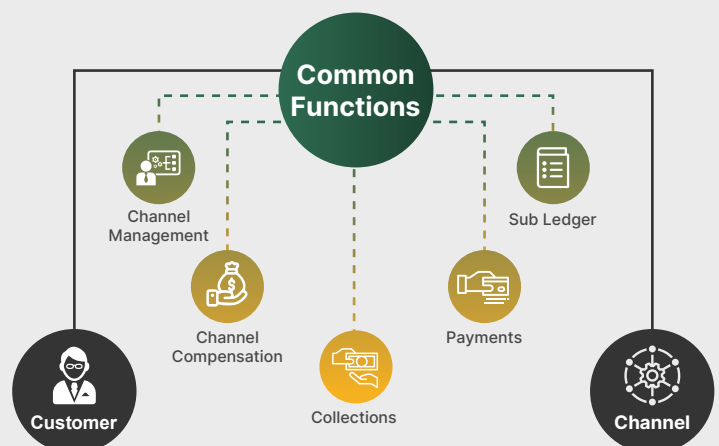 Common
Functions
Channel
Management
Sub Ledger
Channel
Compensation
Payments
Collections
Customer
Channel